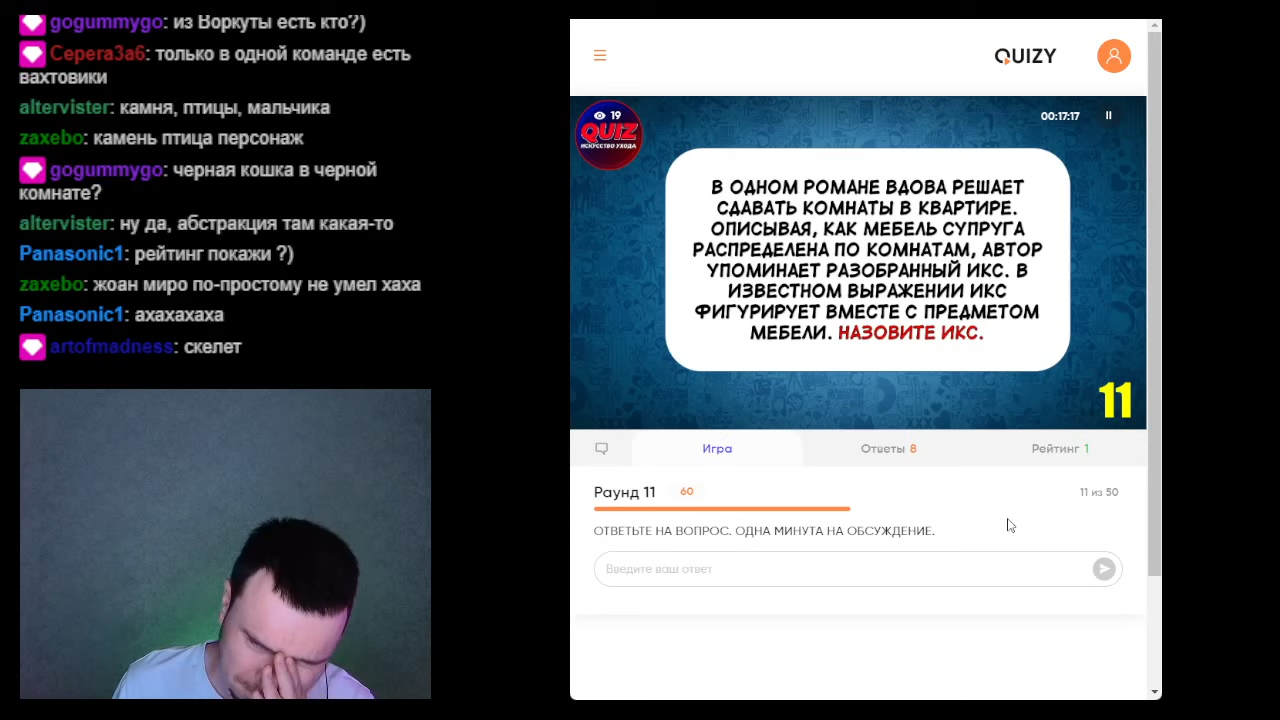 gogummygo: из Воркуты есть кто?)
Cepera3a6: только в одной команде есть
вахтовики
altervister: камня, птицы, мальчика
zaxebo: камень птица персонаж
gogummygo: черная кошка в черной
комнате?
altervister: ну да, абстракция там какая-то
Panasonic1: рейтинг покажи ?)
zaxebo: жоан миро по-простому не умел хаха
Panasonic1: ахахахаха
artofmadness: скелет
QUIZY
19
QUIZ
ИСКУССТВО УХОДА
00:17:17
В ОДНОМ РОМАНЕ ВДОВА РЕШАЕТ
СДАВАТЬ КОМНАТЫ В КВАРТИРЕ.
ОПИСЫВАЯ, КАК МЕБЕЛЬ СУПРУГА
РАСПРЕДЕЛЕНА ПО КОМНАТАМ, АВТОР
УПОМИНАЕТ РАЗОБРАННЫЙ ИКС. В
ИЗВЕСТНОМ ВЫРАЖЕНИИ ИКС
ФИГУРИРУЕТ ВМЕСТЕ С ПРЕДМЕТОМ
МЕБЕЛИ. НАЗОВИТЕ ИКС.
11
Игра
Ответы 8
Рейтинг 1
Раунд 11 60
11 из 50
ОТВЕТЬТЕ НА ВОПРОС. ОДНА МИНУТА НА ОБСУЖДЕНИЕ.
Введите ваш ответ